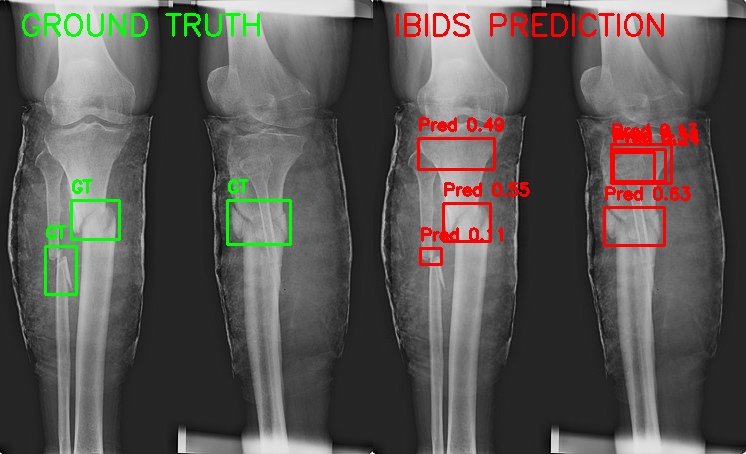 GROUND TRUTH
IBIDS PREDICTION
Pred 0.49
GT
GT
Pred 0.55
Pred 0.63
GT
Pred 0.11